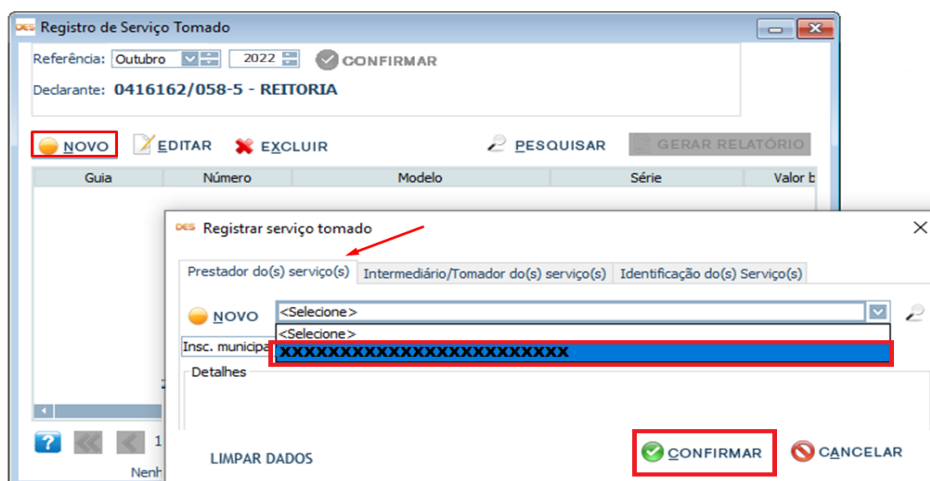 DES Registro de Serviço Tomado
Referência: Outubro 2022 CONFIRMAR
Declarante: 0416162/058-5 - REITORIA
NOVO EDITAR EXCLUIR PESQUISAR GERAR RELATÓRIO
Guia Número Modelo Série Valor b
DES Registrar serviço tomado
Prestador do(s) serviço(s) Intermediário/Tomador do(s) serviço(s) Identificação do(s) Serviço(s)
NOVO <Selecione>
<Selecione>
Insc. municipa XXXXXXXXXXXXXXXXXXXXXXXX
Detalhes
? 1
LIMPAR DADOS CONFIRMAR CANCELAR
Nenh